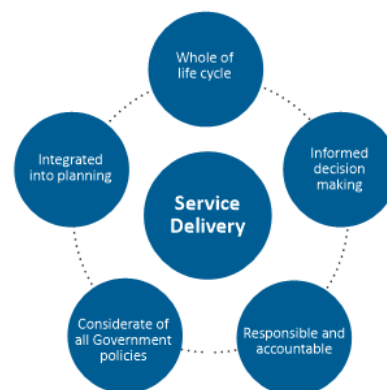 Whole of
life cycle
Informed
decision
making
Responsible and
accountable
Considerate of
all Government
policies
Integrated
into planning
Service
Delivery